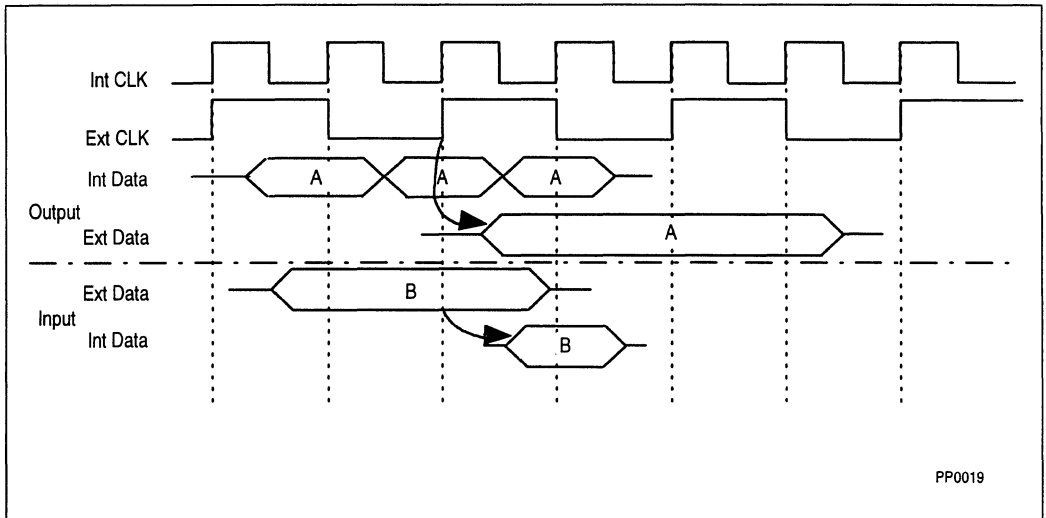 Int CLK
Ext CLK
Int Data
A A A
Output
Ext Data
A
Ext Data
B
Input
Int Data
B
PP0019